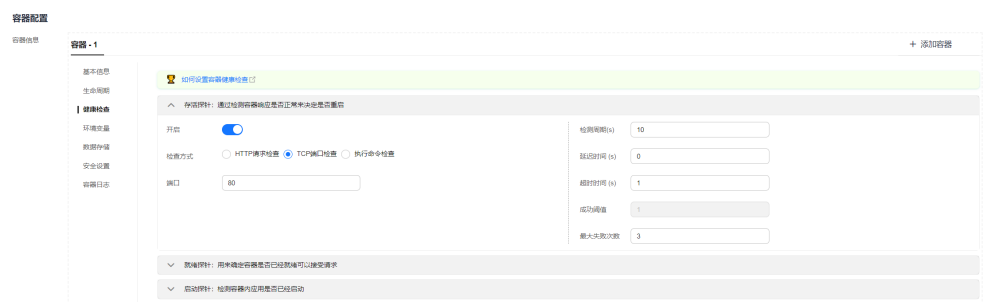 容器配置
容器信息
容器 - 1
+ 添加容器
基本信息
生命周期
健康检查
环境变量
数据存储
安全设置
容器日志
如何设置容器健康检查
存活探针：通过检测容器响应是否正常来决定是否重启
开启
检查方式
HTTP请求检查 TCP端口检查 执行命令检查
端口 80
检测周期(s) 10
延迟时间 (s) 0
超时时间 (s) 1
成功阈值 1
最大失败次数 3
就绪探针：用来确定容器是否已经就绪可以接受请求
启动探针：检测容器内应用是否已经启动